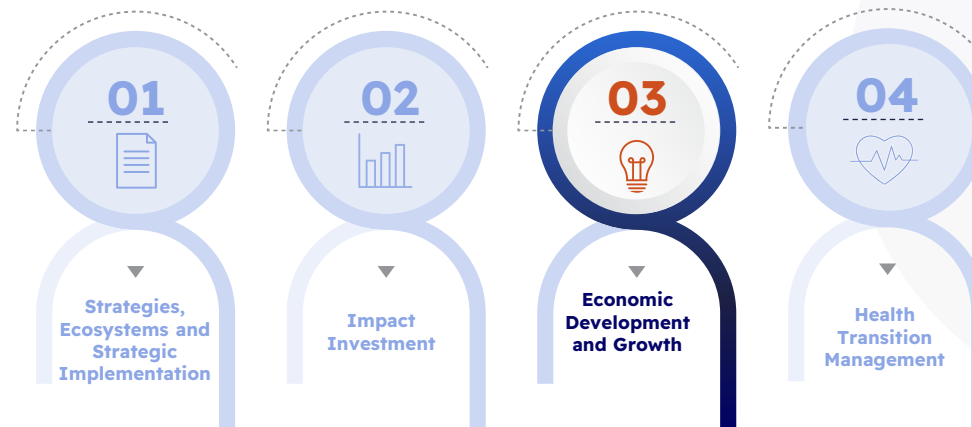 01
Strategies,
Ecosystems and
Strategic
Implementation
02
Impact
Investment
03
Economic
Development
and Growth
04
Health
Transition
Management